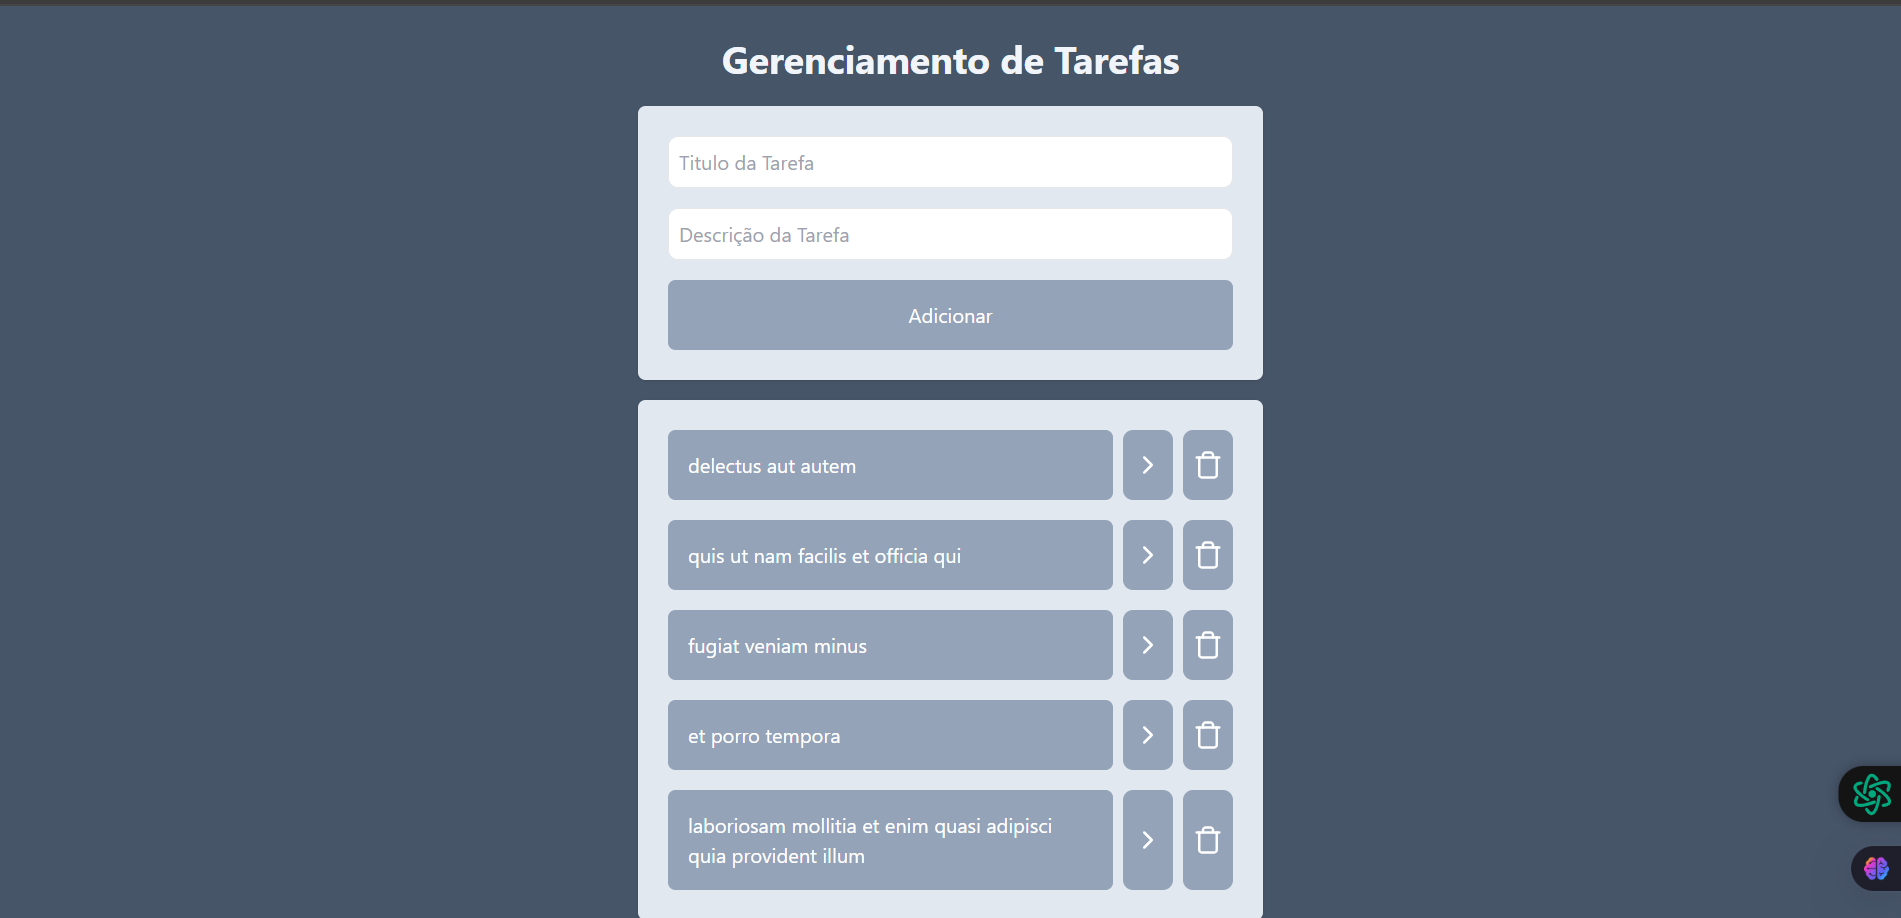 Gerenciamento de Tarefas
Titulo da Tarefa
Descrição da Tarefa
Adicionar
delectus aut autem
quis ut nam facilis et officia qui
fugiat veniam minus
et porro tempora
laboriosam mollitia et enim quasi adipisci
quia provident illum